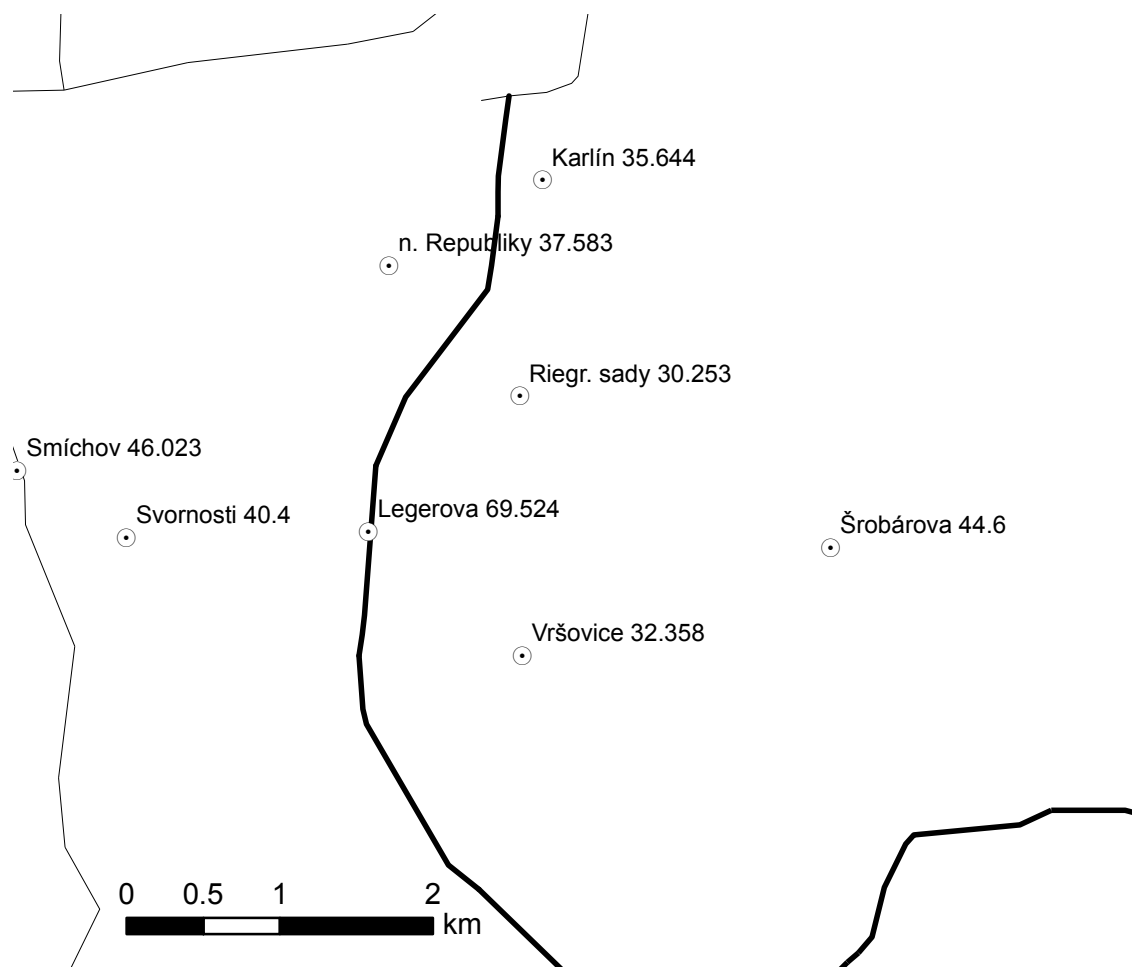 Karlín 35.644
n. Republiky 37.583
Riegr. sady 30.253
Smíchov 46.023
Svornosti 40.4
Legerova 69.524
Šrobárova 44.6
Vršovice 32.358
0 0.5 1 2
km